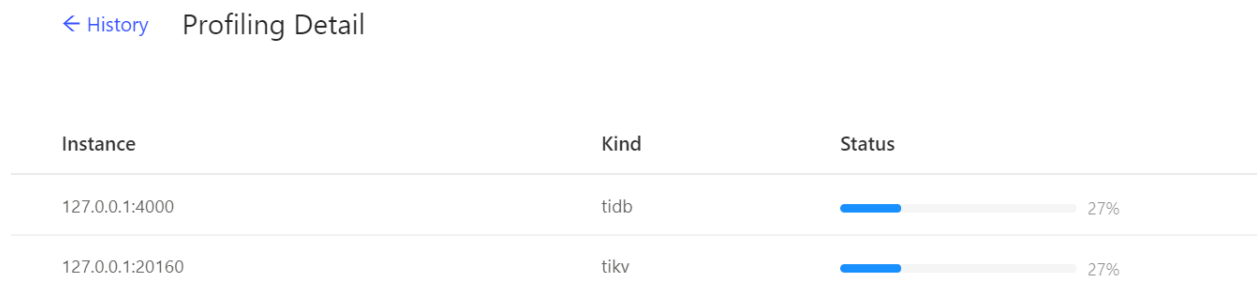 ← History Profiling Detail
Instance Kind Status
127.0.0.1:4000 tidb 27%
127.0.0.1:20160 tikv 27%